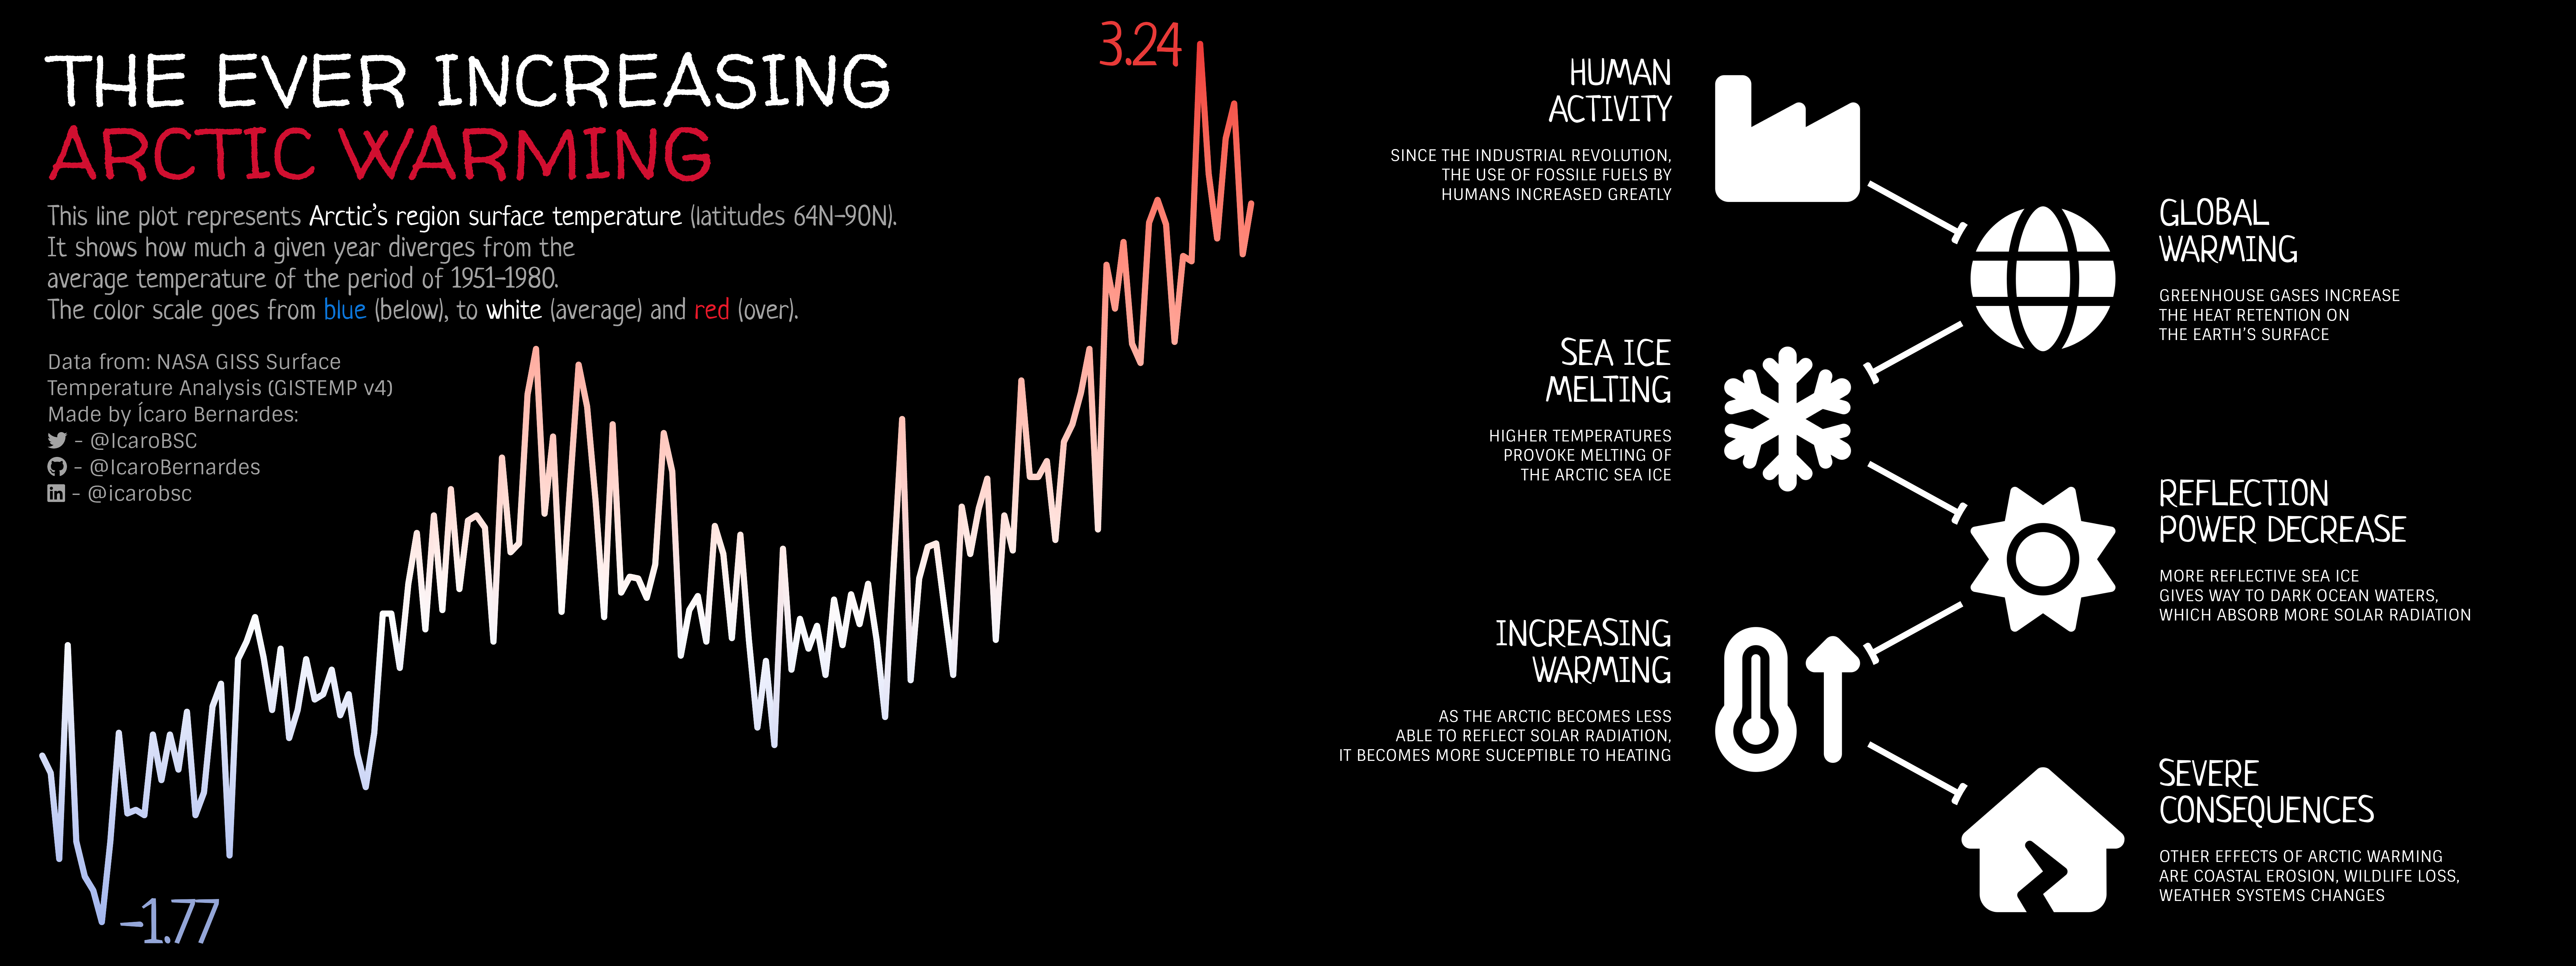 THE EVER INCREASING
ARCTIC WARMING
This line plot represents Arctic's region surface temperature (latitudes 64N-90N).
It shows how much a given year diverges from the
average temperature of the period of 1951-1980.
The color scale goes from blue (below), to white (average) and red (over).
Data from: NASA GISS Surface
Temperature Analysis (GISTEMP v4)
Made by Ícaro Bernardes:
- @IcaroBSC
- @IcaroBernardes
- @icarobsc
3.24
-1.77
HUMAN
ACTIVITY
SINCE THE INDUSTRIAL REVOLUTION,
THE USE OF FOSSILE FUELS BY
HUMANS INCREASED GREATLY
GLOBAL
WARMING
GREENHOUSE GASES INCREASE
THE HEAT RETENTION ON
THE EARTH'S SURFACE
SEA ICE
MELTING
HIGHER TEMPERATURES
PROVOKE MELTING OF
THE ARCTIC SEA ICE
REFLECTION
POWER DECREASE
MORE REFLECTIVE SEA ICE
GIVES WAY TO DARK OCEAN WATERS,
WHICH ABSORB MORE SOLAR RADIATION
INCREASING
WARMING
AS THE ARCTIC BECOMES LESS
ABLE TO REFLECT SOLAR RADIATION,
IT BECOMES MORE SUCEPTIBLE TO HEATING
SEVERE
CONSEQUENCES
OTHER EFFECTS OF ARCTIC WARMING
ARE COASTAL EROSION, WILDLIFE LOSS,
WEATHER SYSTEMS CHANGES